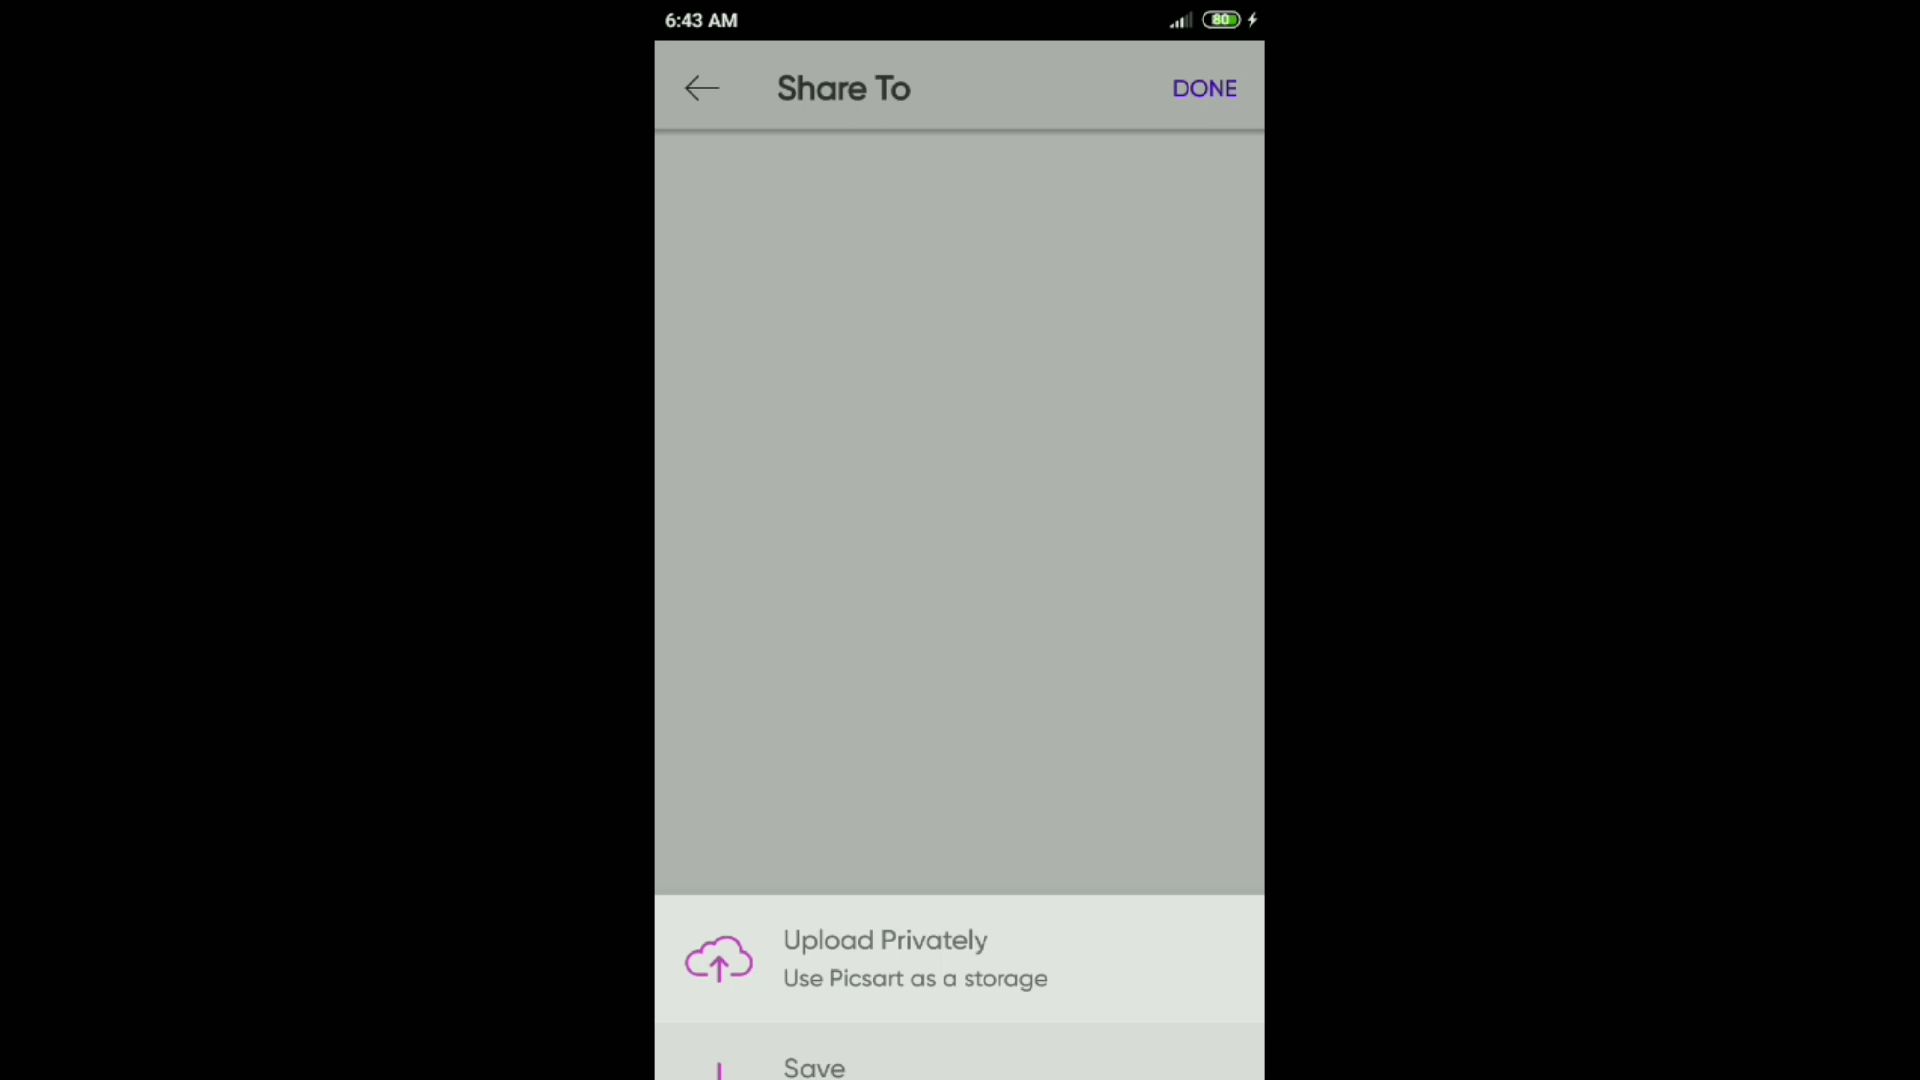 6:43 AM
80
Share To
DONE
Upload Privately
Use Picsart as a storage
Save